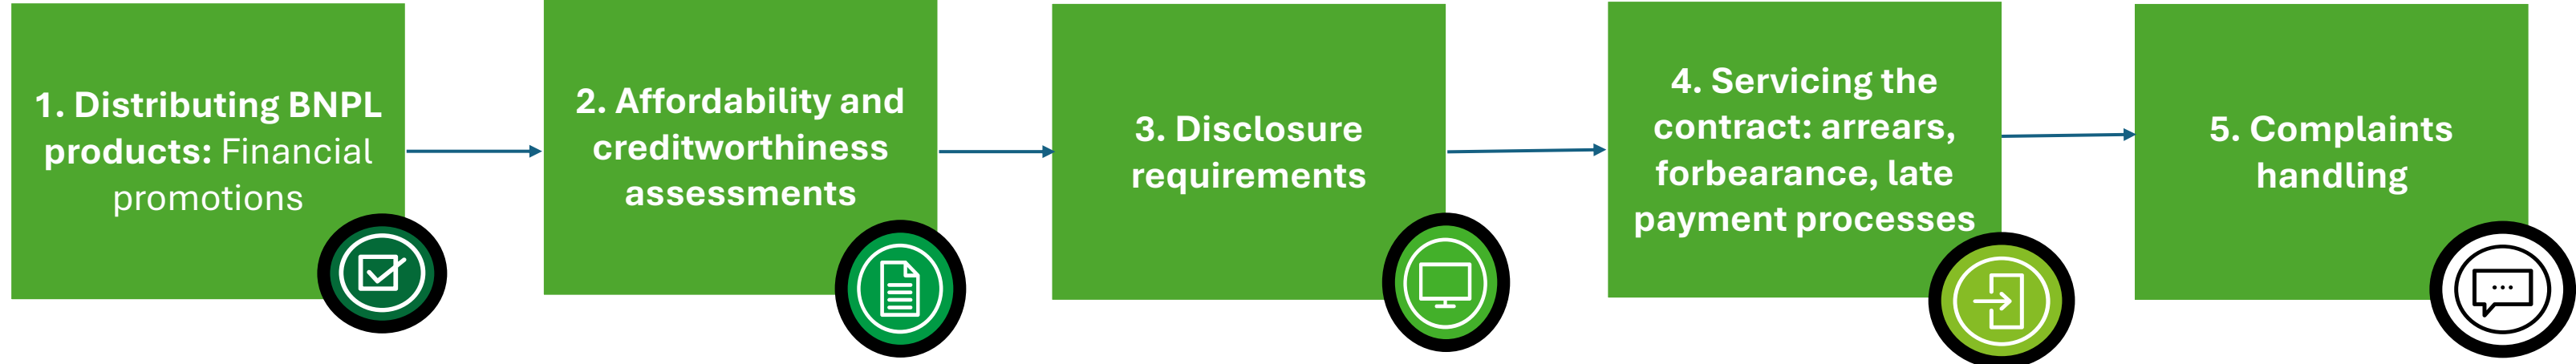 1. Distributing BNPL
products: Financial
promotions
2. Affordability and
creditworthiness
assessments
3. Disclosure
requirements
4. Servicing the
contract: arrears,
forbearance, late
payment processes
5. Complaints
handling